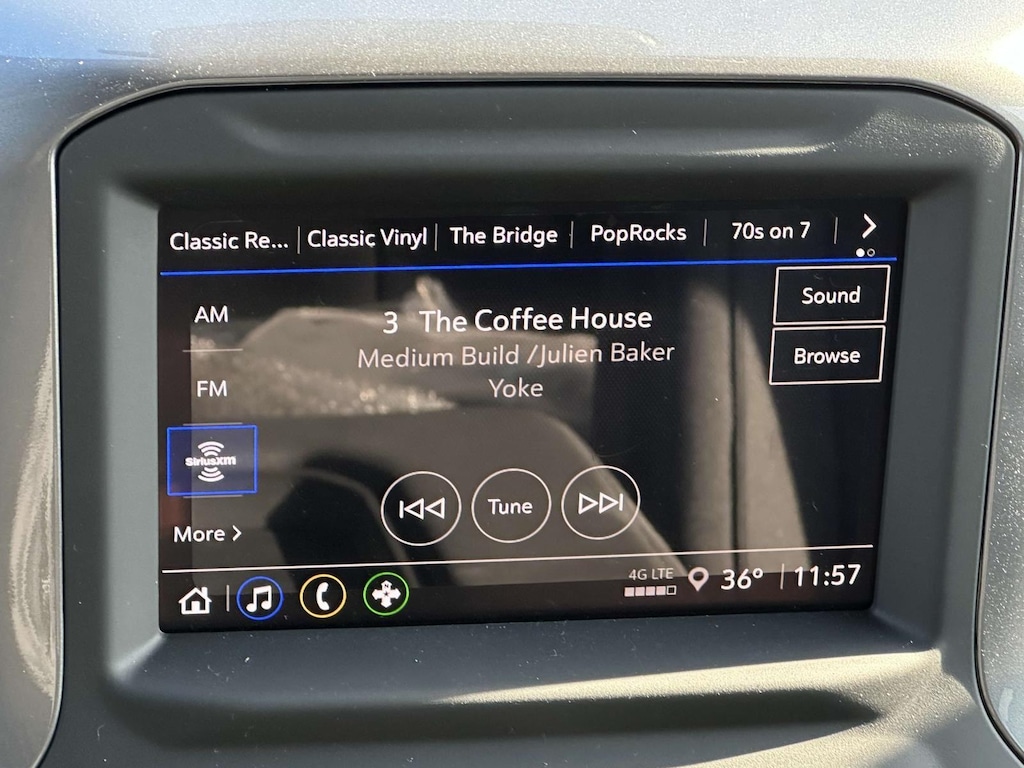 Classic Re... | Classic Vinyl | The Bridge | PopRocks | 70s on 7
Sound
AM
3 The Coffee House
Medium Build /Julien Baker
Browse
FM
Yoke
SiriusXM
Tune
More >
4G LTE
36° | 11:57